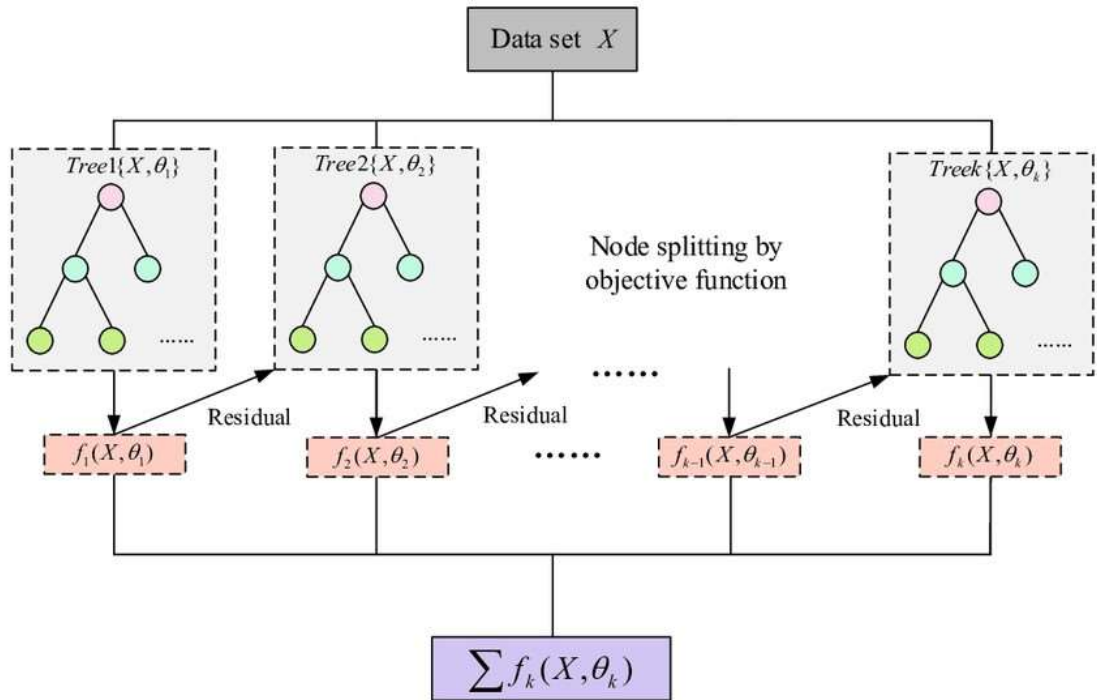 Data set X
Tree1{X,θ₁}
Tree2{X,θ₂}
Treek{X,θₖ}
Node splitting by
objective function
......
......
......
......
Residual
Residual
Residual
f₁(X,θ₁)
f₂(X,θ₂)
......
fₖ₋₁(X,θₖ₋₁)
fₖ(X,θₖ)
∑ fₖ(X,θₖ)